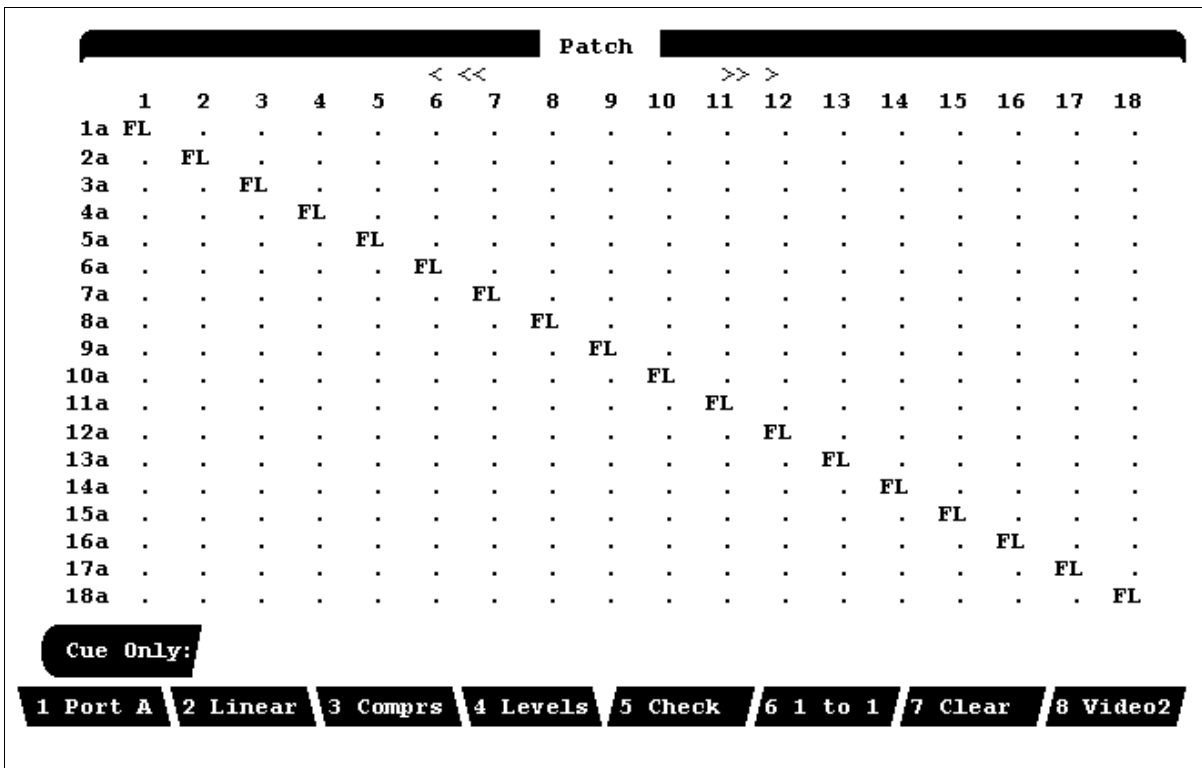 Patch
< << >> >
1 2 3 4 5 6 7 8 9 10 11 12 13 14 15 16 17 18
1a FL . . . . . . . . . . . . . . . . .
2a . FL . . . . . . . . . . . . . . . .
3a . . FL . . . . . . . . . . . . . . .
4a . . . FL . . . . . . . . . . . . . .
5a . . . . FL . . . . . . . . . . . . .
6a . . . . . FL . . . . . . . . . . . .
7a . . . . . . FL . . . . . . . . . . .
8a . . . . . . . FL . . . . . . . . . .
9a . . . . . . . . FL . . . . . . . . .
10a . . . . . . . . . FL . . . . . . . .
11a . . . . . . . . . . FL . . . . . . .
12a . . . . . . . . . . . FL . . . . . .
13a . . . . . . . . . . . . FL . . . . .
14a . . . . . . . . . . . . . FL . . . .
15a . . . . . . . . . . . . . . FL . . .
16a . . . . . . . . . . . . . . . FL . .
17a . . . . . . . . . . . . . . . . FL .
18a . . . . . . . . . . . . . . . . . FL
Cue Only:
1 Port A 2 Linear 3 Comprs 4 Levels 5 Check 6 1 to 1 7 Clear 8 Video2